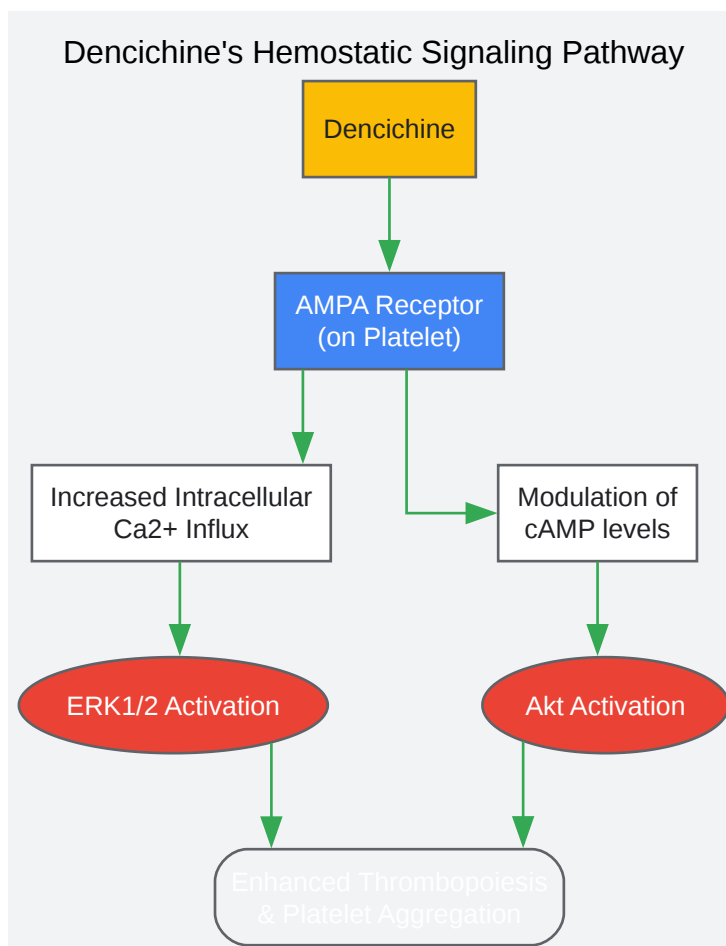 Dencichine's Hemostatic Signaling Pathway
Dencichine
AMPA Receptor
(on Platelet)
Increased Intracellular
Ca2+ Influx
Modulation of
cAMP levels
ERK1/2 Activation
Akt Activation
Enhanced Thrombopoiesis
& Platelet Aggregation